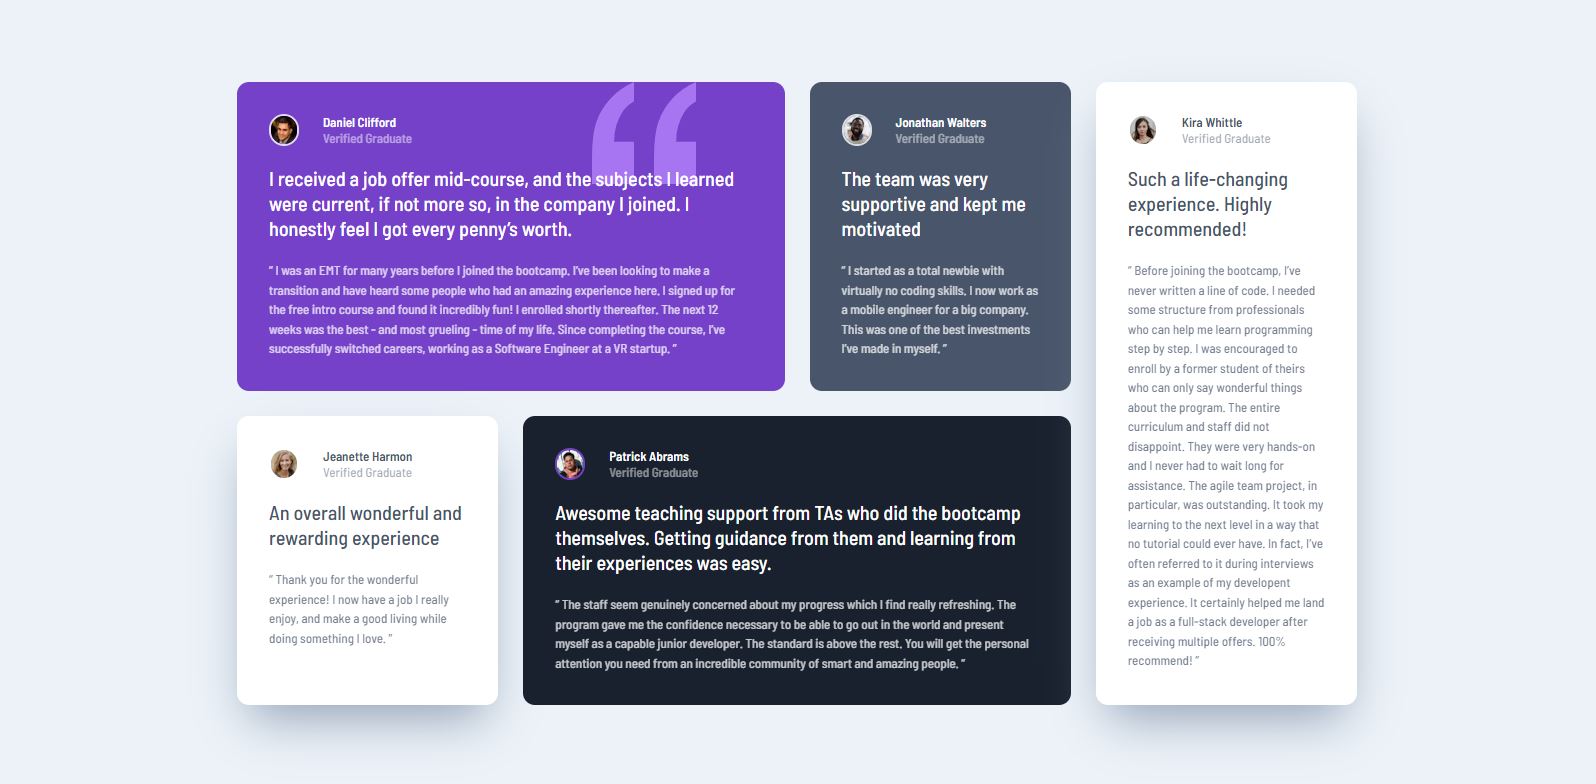 Daniel Clifford
Verified Graduate
I received a job offer mid-course, and the subjects I learned
were current, if not more so, in the company I joined. I
honestly feel I got every penny’s worth.
“ I was an EMT for many years before I joined the bootcamp. I’ve been looking to make a
transition and have heard some people who had an amazing experience here. I signed up for
the free intro course and found it incredibly fun! I enrolled shortly thereafter. The next 12
weeks was the best - and most grueling - time of my life. Since completing the course, I’ve
successfully switched careers, working as a Software Engineer at a VR startup. ”
Jonathan Walters
Verified Graduate
The team was very
supportive and kept me
motivated
“ I started as a total newbie with
virtually no coding skills. I now work as
a mobile engineer for a big company.
This was one of the best investments
I’ve made in myself. ”
Kira Whittle
Verified Graduate
Such a life-changing
experience. Highly
recommended!
“ Before joining the bootcamp, I’ve
never written a line of code. I needed
some structure from professionals
who can help me learn programming
step by step. I was encouraged to
enroll by a former student of theirs
who can only say wonderful things
about the program. The entire
curriculum and staff did not
disappoint. They were very hands-on
and I never had to wait long for
assistance. The agile team project, in
particular, was outstanding. It took my
learning to the next level in a way that
no tutorial could ever have. In fact, I’ve
often referred to it during interviews
as an example of my developent
experience. It certainly helped me land
a job as a full-stack developer after
receiving multiple offers. 100%
recommend! ”
Jeanette Harmon
Verified Graduate
An overall wonderful and
rewarding experience
“ Thank you for the wonderful
experience! I now have a job I really
enjoy, and make a good living while
doing something I love. ”
Patrick Abrams
Verified Graduate
Awesome teaching support from TAs who did the bootcamp
themselves. Getting guidance from them and learning from
their experiences was easy.
“ The staff seem genuinely concerned about my progress which I find really refreshing. The
program gave me the confidence necessary to be able to go out in the world and present
myself as a capable junior developer. The standard is above the rest. You will get the personal
attention you need from an incredible community of smart and amazing people. ”